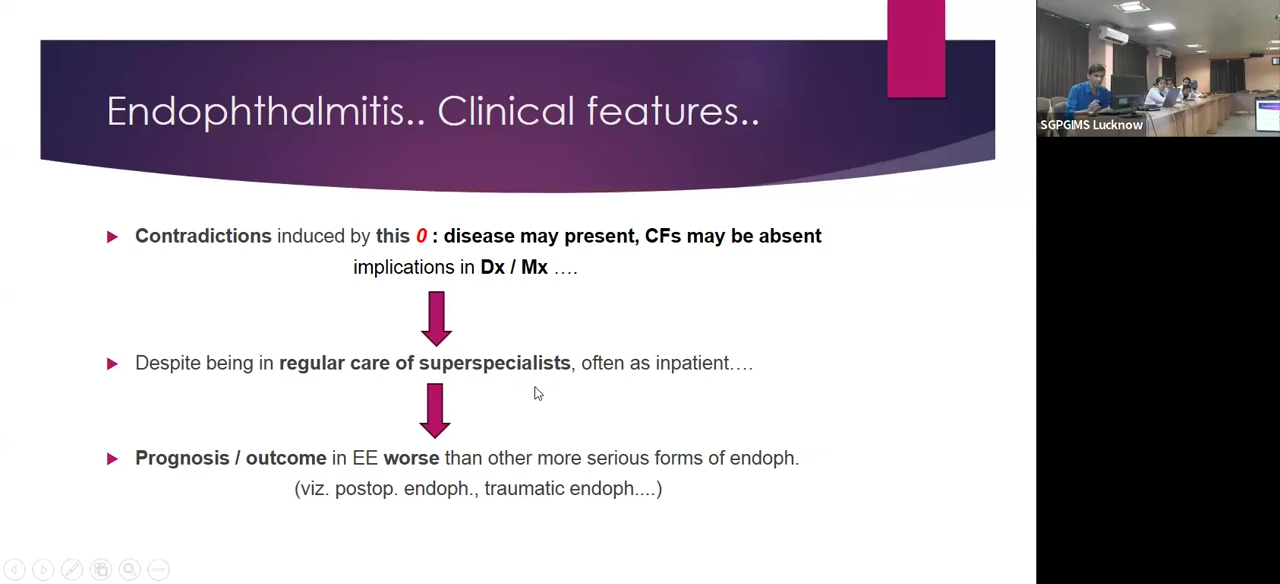 Endophthalmitis.. Clinical features..
Contradictions induced by this 0 : disease may present, CFs may be absent
implications in Dx / Mx ....
Despite being in regular care of superspecialists, often as inpatient....
Prognosis / outcome in EE worse than other more serious forms of endoph.
(viz. postop. endoph., traumatic endoph....)
SGPGIMS Lucknow